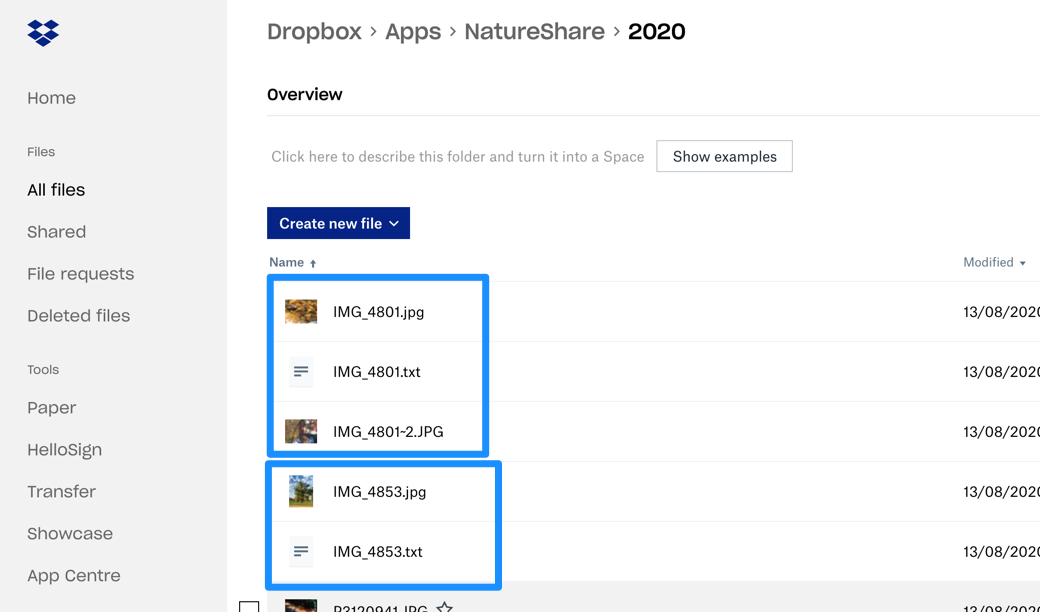 Dropbox › Apps › NatureShare › 2020
Home
Overview
Files
Click here to describe this folder and turn it into a Space Show examples
All files
Create new file
Shared
Name Modified
File requests
IMG_4801.jpg 13/08/2020
Deleted files
IMG_4801.txt 13/08/2020
Tools
Paper
IMG_4801~2.JPG 13/08/2020
HelloSign
Transfer
IMG_4853.jpg 13/08/2020
Showcase
IMG_4853.txt 13/08/2020
App Centre
P3120941.JPG 13/08/2020